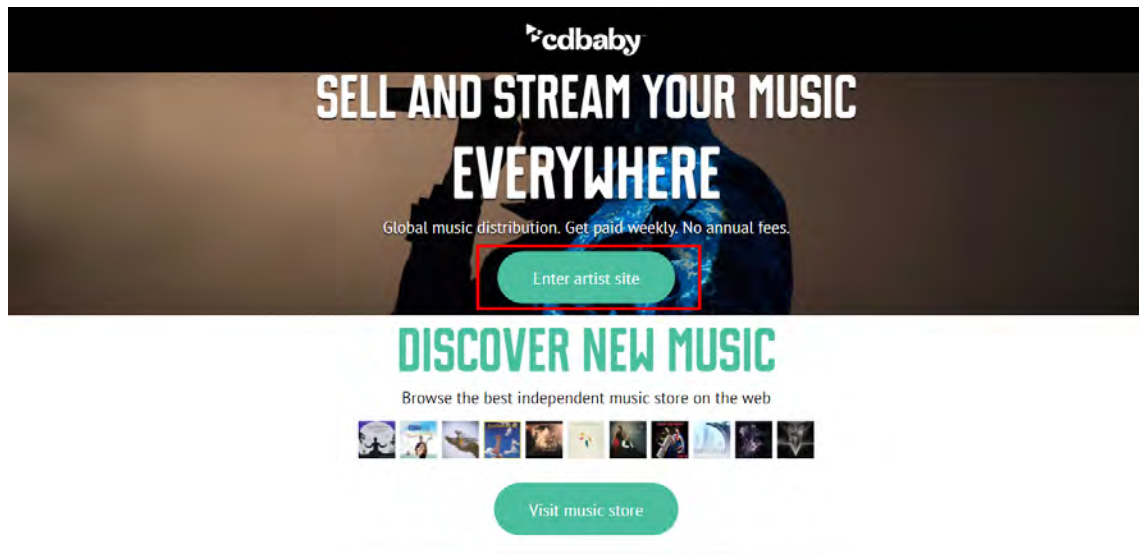 cdbaby
SELL AND STREAM YOUR MUSIC
EVERYWHERE
Global music distribution. Get paid weekly. No annual fees.
Enter artist site
DISCOVER NEW MUSIC
Browse the best independent music store on the web
Visit music store